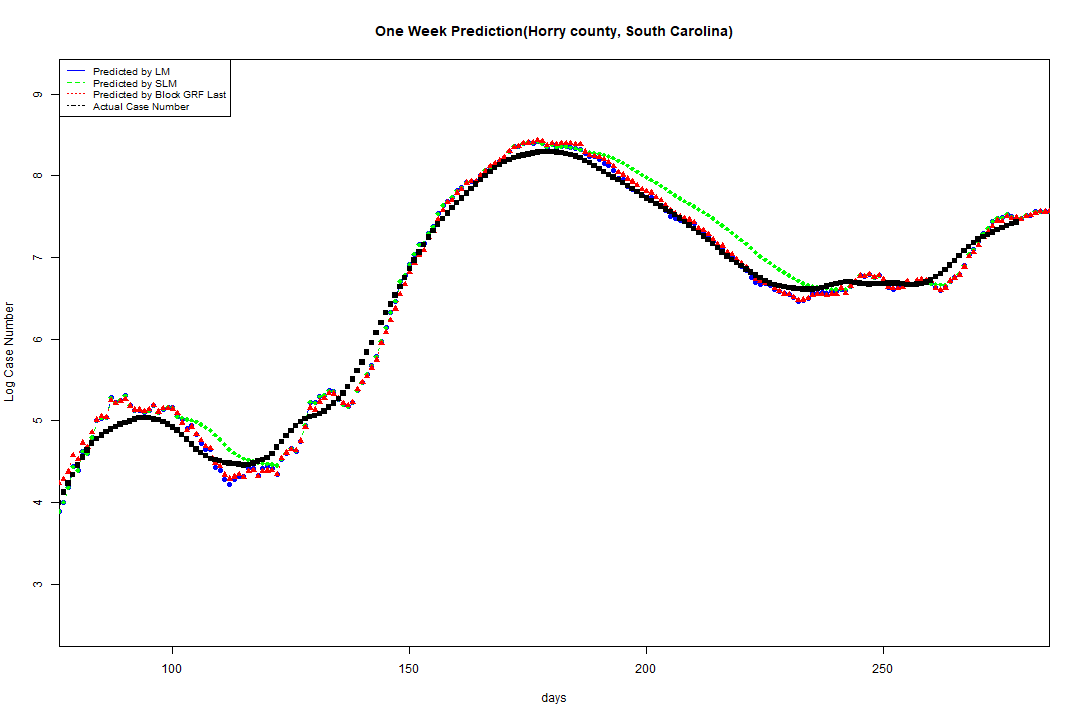 One Week Prediction(Horry county, South Carolina)
Predicted by LM
Predicted by SLM
Predicted by Block GRF Last
Actual Case Number
9
8
7
6
5
4
3
Log Case Number
100 150 200 250
days